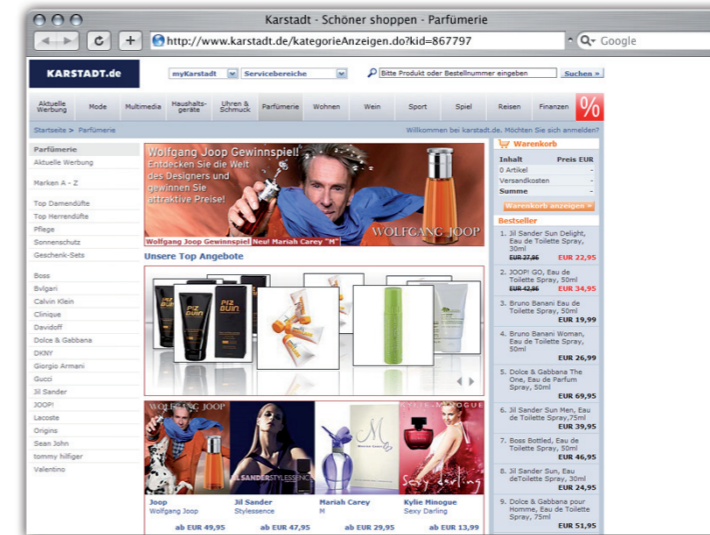 Karstadt - Schöner shoppen - Parfümerie
http://www.karstadt.de/kategorieAnzeigen.do?kid=867797
Google
KARSTADT.de
myKarstadt
Servicebereiche
Bitte Produkt oder Bestellnummer eingeben
Suchen »
Aktuelle Werbung
Mode
Multimedia
Haushalts-geräte
Uhren & Schmuck
Parfümerie
Wohnen
Wein
Sport
Spiel
Reisen
Finanzen
%
Startseite > Parfümerie
Willkommen bei karstadt.de. Möchten Sie sich anmelden?
Parfümerie
Aktuelle Werbung
Marken A - Z
Top Damendüfte
Top Herrendüfte
Pflege
Sonnenschutz
Geschenk-Sets
Boss
Bvlgari
Calvin Klein
Clinique
Davidoff
Dolce & Gabbana
DKNY
Giorgio Armani
Gucci
Jil Sander
JOOP!
Lacoste
Origins
Sean John
tommy hilfiger
Valentino
Wolfgang Joop Gewinnspiel!
Entdecken Sie die Welt
des Designers und
gewinnen Sie
attraktive Preise!
WOLFGANG JOOP
Wolfgang Joop Gewinnspiel Neu! Mariah Carey "M"
Unsere Top Angebote
PIZ
BUIN
PIZ
BUIN
WOLFGANG JOOP
JIL SANDER STYLESSENCE
M
KYLIE MINOGUE
Sexy darling
Joop
Wolfgang Joop
ab EUR 49,95
Jil Sander
Stylessence
ab EUR 47,95
Mariah Carey
M
ab EUR 29,95
Kylie Minogue
Sexy Darling
ab EUR 13,99
Warenkorb
Inhalt Preis EUR
0 Artikel -
Versandkosten -
Summe -
Warenkorb anzeigen »
Bestseller
1. Jil Sander Sun Delight,
Eau de Toilette Spray,
30ml
EUR 27,95 EUR 22,95
2. JOOP! GO, Eau de
Toilette Spray, 50ml
EUR 34,95
3. Bruno Banani Eau de
Toilette Spray, 50ml
EUR 19,99
4. Bruno Banani Woman,
Eau de Toilette Spray,
50ml
EUR 26,99
5. Dolce & Gabbana The
One, Eau de Parfum
Spray, 50ml
EUR 69,95
6. Jil Sander Sun Men, Eau
de Toilette Spray,75ml
EUR 39,95
7. Boss Bottled, Eau de
Toilette Spray, 50ml
EUR 46,95
8. Jil Sander Sun, Eau
deToilette Spray, 30ml
EUR 24,95
9. Dolce & Gabbana pour
Homme, Eau de Toilette
Spray, 75ml
EUR 51,95